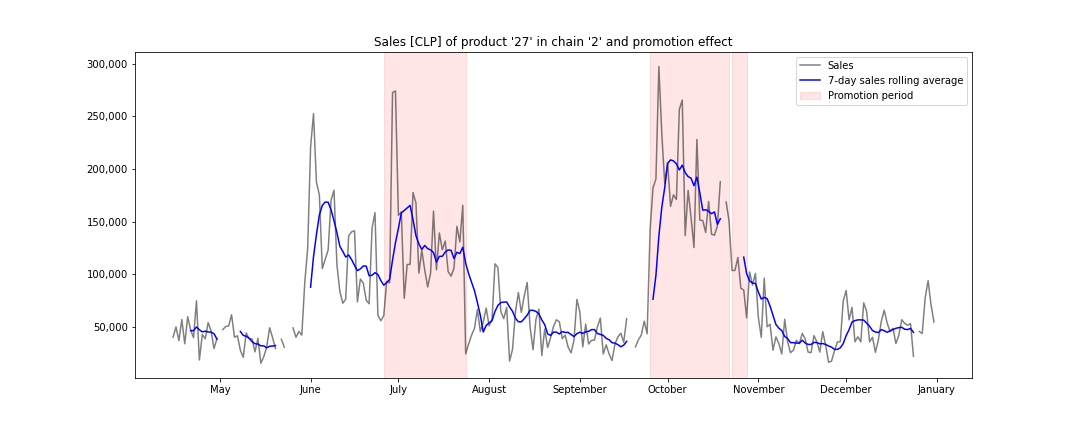 Sales [CLP] of product '27' in chain '2' and promotion effect
300,000
250,000
200,000
150,000
100,000
50,000
Sales
7-day sales rolling average
Promotion period
May June July August September October November December January